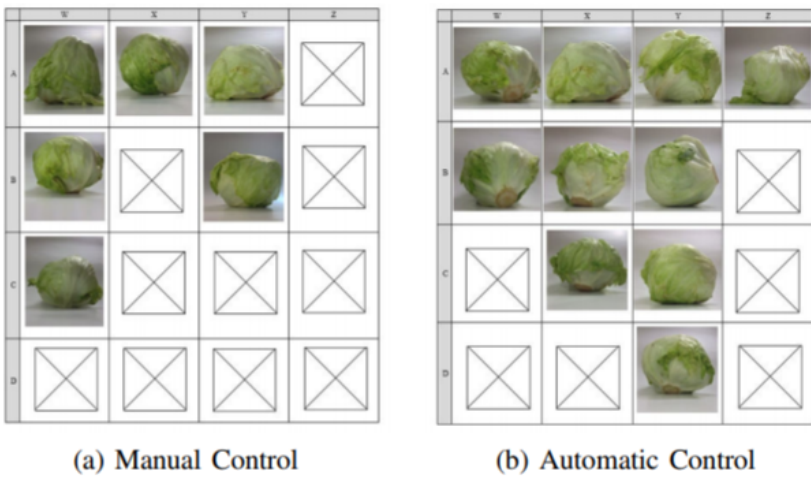 W X Y Z
A
B
C
D
(a) Manual Control
W X Y Z
A
B
C
D
(b) Automatic Control